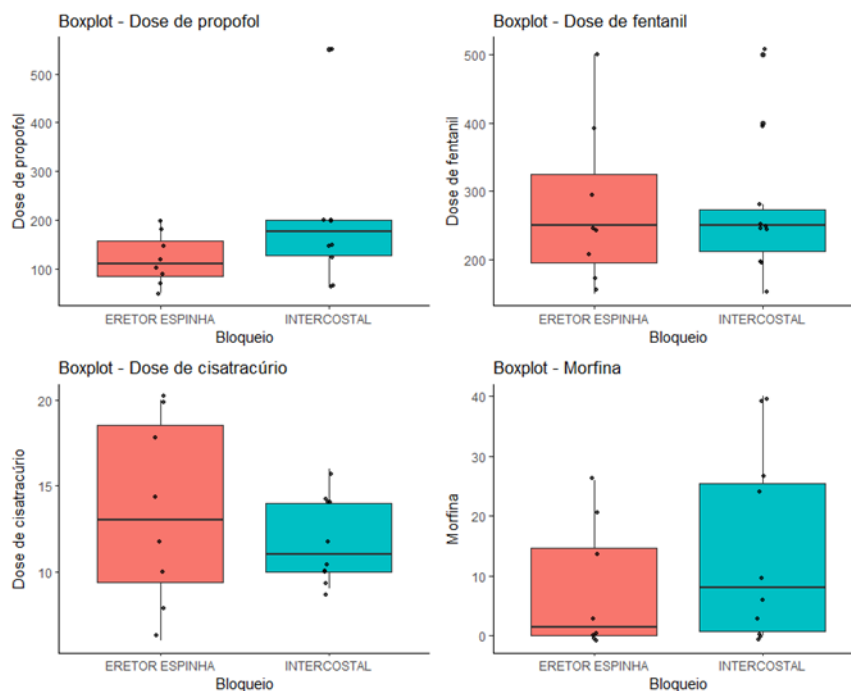 Boxplot - Dose de propofol
Dose de propofol
500
400
300
200
100
ERETOR ESPINHA
INTERCOSTAL
Bloqueio
Boxplot - Dose de fentanil
Dose de fentanil
500
400
300
200
ERETOR ESPINHA
INTERCOSTAL
Bloqueio
Boxplot - Dose de cisatracúrio
Dose de cisatracúrio
20
15
10
ERETOR ESPINHA
INTERCOSTAL
Bloqueio
Boxplot - Morfina
Morfina
40
30
20
10
0
ERETOR ESPINHA
INTERCOSTAL
Bloqueio